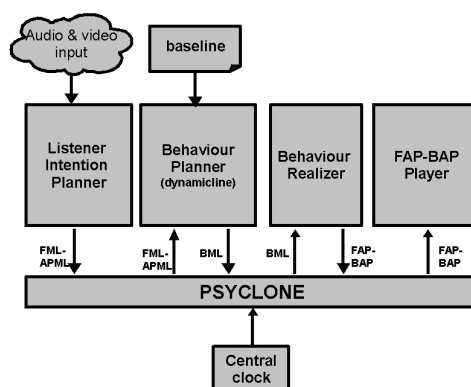 Audio & video
input
baseline
Listener
Intention
Planner
Behaviour
Planner
(dynamicline)
Behaviour
Realizer
FAP-BAP
Player
FML-
APML
FML-
APML
BML
BML
FAP-
BAP
FAP-
BAP
PSYCLONE
Central
clock